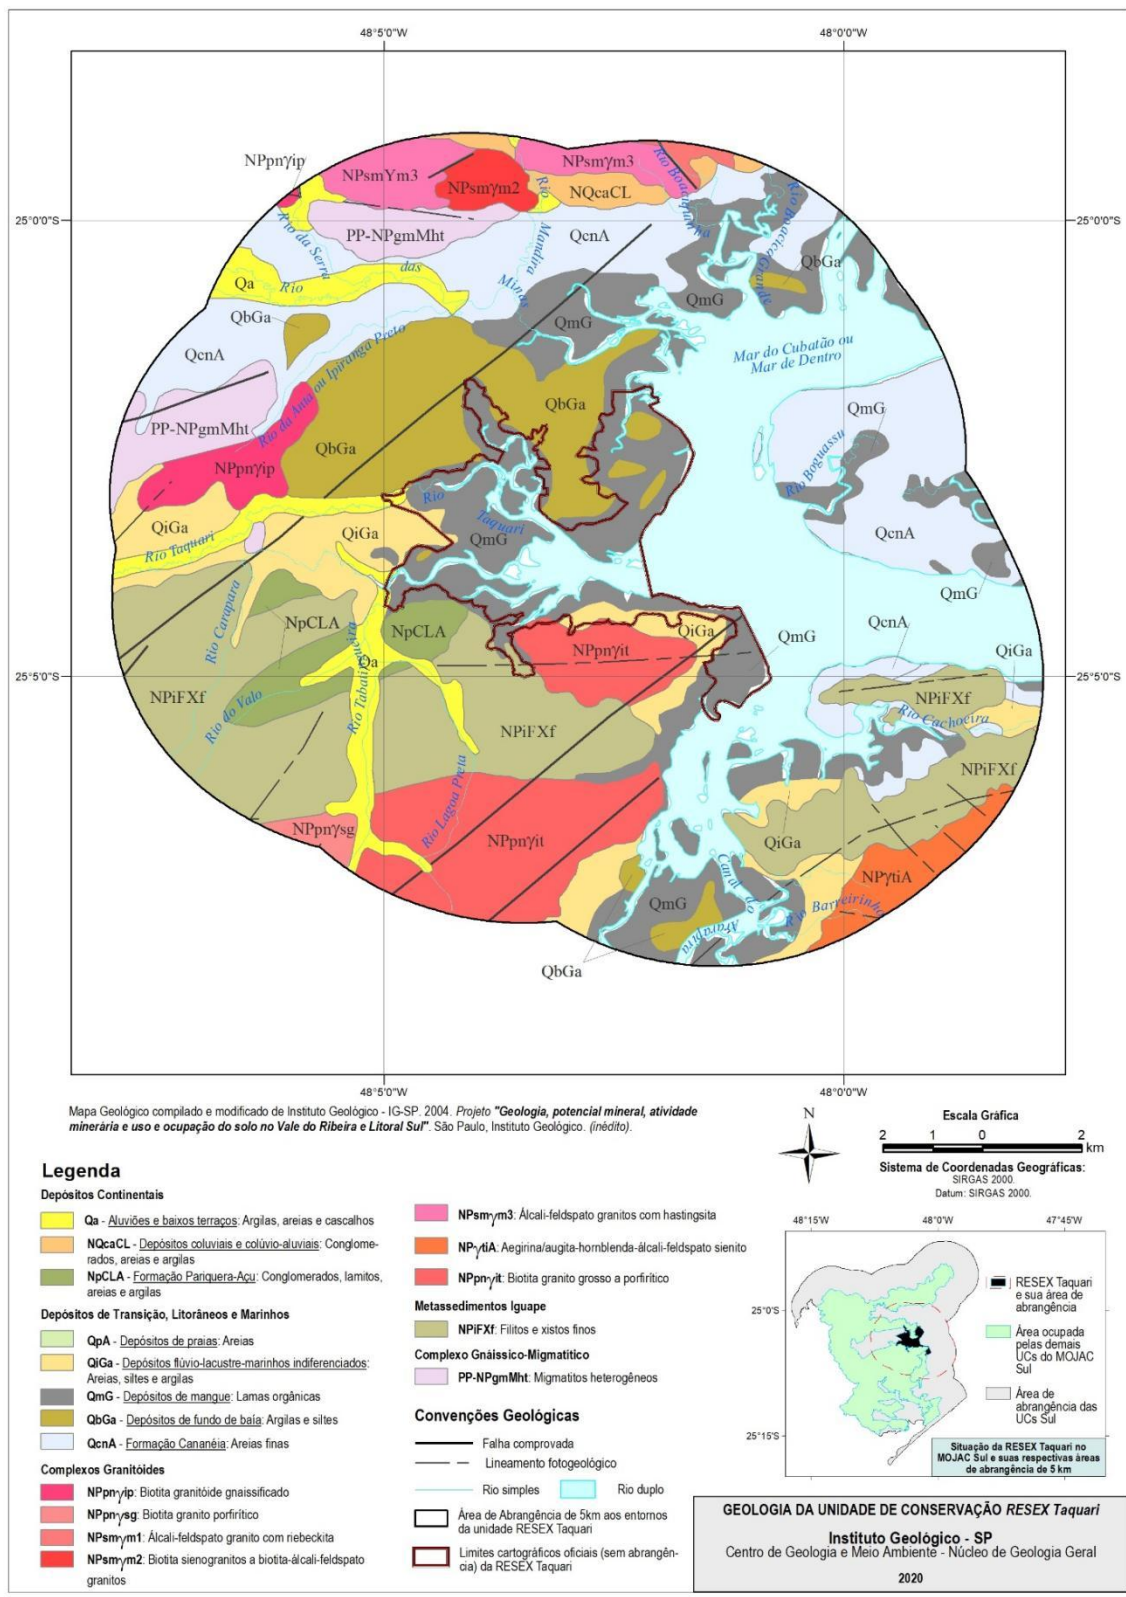 48°5'0"W
48°0'0"W
NPpnγip
NPsmYm3
NPsmγm3
NPsmγm2
NQcaCL
Rio Boacuquinha
Rio Boacica Grande
25°0'0"S
25°0'0"S
Rio da Serra
PP-NPgmMht
Rio
Mandira
QcnA
QbGa
Qa
Rio
das
Minas
QmG
QmG
QbGa
QcnA
Rio da Anta ou Ipiranga Preto
Mar do Cubatão ou
Mar de Dentro
QbGa
QmG
PP-NPgmMht
QbGa
NPpnγip
Rio Boguassu
Rio
Taquari
QiGa
QiGa
QmG
QcnA
Rio Taquari
QmG
Rio Carapara
NpCLA
NpCLA
QiGa
QmG
QcnA
QiGa
Qa
NPpnγit
25°5'0"S
25°5'0"S
NPiFXf
Rio do Valo
Rio Tabatingueira
NPiFXf
NPiFXf
Rio Cachoeira
NPiFXf
Rio Lagoa Preta
NPpnγsg
NPpnγit
QiGa
NPγtiA
Canal do
Ararapira
QmG
Rio Barreirinho
QbGa
48°5'0"W
48°0'0"W
Mapa Geológico compilado e modificado de Instituto Geológico - IG-SP. 2004. Projeto "Geologia, potencial mineral, atividade
minerária e uso e ocupação do solo no Vale do Ribeira e Litoral Sul". São Paulo, Instituto Geológico. (inédito).
N
Escala Gráfica
2 1 0 2
km
Sistema de Coordenadas Geográficas:
SIRGAS 2000.
Datum: SIRGAS 2000.
Legenda
Depósitos Continentais
Qa - Aluviões e baixos terraços: Argilas, areias e cascalhos
NQcaCL - Depósitos coluviais e colúvio-aluviais: Conglome-
rados, areias e argilas
NpCLA - Formação Pariquera-Açu: Conglomerados, lamitos,
areias e argilas
Depósitos de Transição, Litorâneos e Marinhos
QpA - Depósitos de praias: Areias
QiGa - Depósitos flúvio-lacustre-marinhos indiferenciados:
Areias, siltes e argilas
QmG - Depósitos de mangue: Lamas orgânicas
QbGa - Depósitos de fundo de baía: Argilas e siltes
QcnA - Formação Cananéia: Areias finas
Complexos Granitóides
NPpnγip: Biotita granitóide gnaissificado
NPpnγsg: Biotita granito porfirítico
NPsmγm1: Álcali-feldspato granito com riebeckita
NPsmγm2: Biotita sienogranitos a biotita-álcali-feldspato
granitos
NPsmγm3: Álcali-feldspato granitos com hastingsita
NPγtiA: Aegirina/augita-hornblenda-álcali-feldspato sienito
NPpnγit: Biotita granito grosso a porfirítico
Metassedimentos Iguape
NPiFXf: Filitos e xistos finos
Complexo Gnáissico-Migmatitico
PP-NPgmMht: Migmatitos heterogêneos
Convenções Geológicas
Falha comprovada
Lineamento fotogeológico
Rio simples
Rio duplo
Área de Abrangência de 5km aos entornos
da unidade RESEX Taquari
Limites cartográficos oficiais (sem abrangên-
cia) da RESEX Taquari
48°15'W
48°0'W
47°45'W
25°0'S
25°15'S
RESEX Taquari
e sua área de
abrangência
Área ocupada
pelas demais
UCs do MOJAC
Sul
Área de
abrangência das
UCs Sul
Situação da RESEX Taquari no
MOJAC Sul e suas respectivas áreas
de abrangência de 5 km
GEOLOGIA DA UNIDADE DE CONSERVAÇÃO RESEX Taquari
Instituto Geológico - SP
Centro de Geologia e Meio Ambiente - Núcleo de Geologia Geral
2020